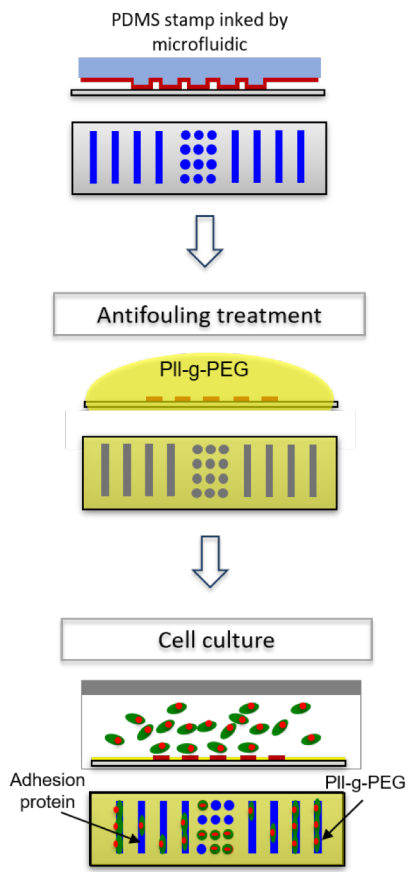 PDMS stamp inked by
microfluidic
Antifouling treatment
Pll-g-PEG
Cell culture
Adhesion
protein
Pll-g-PEG